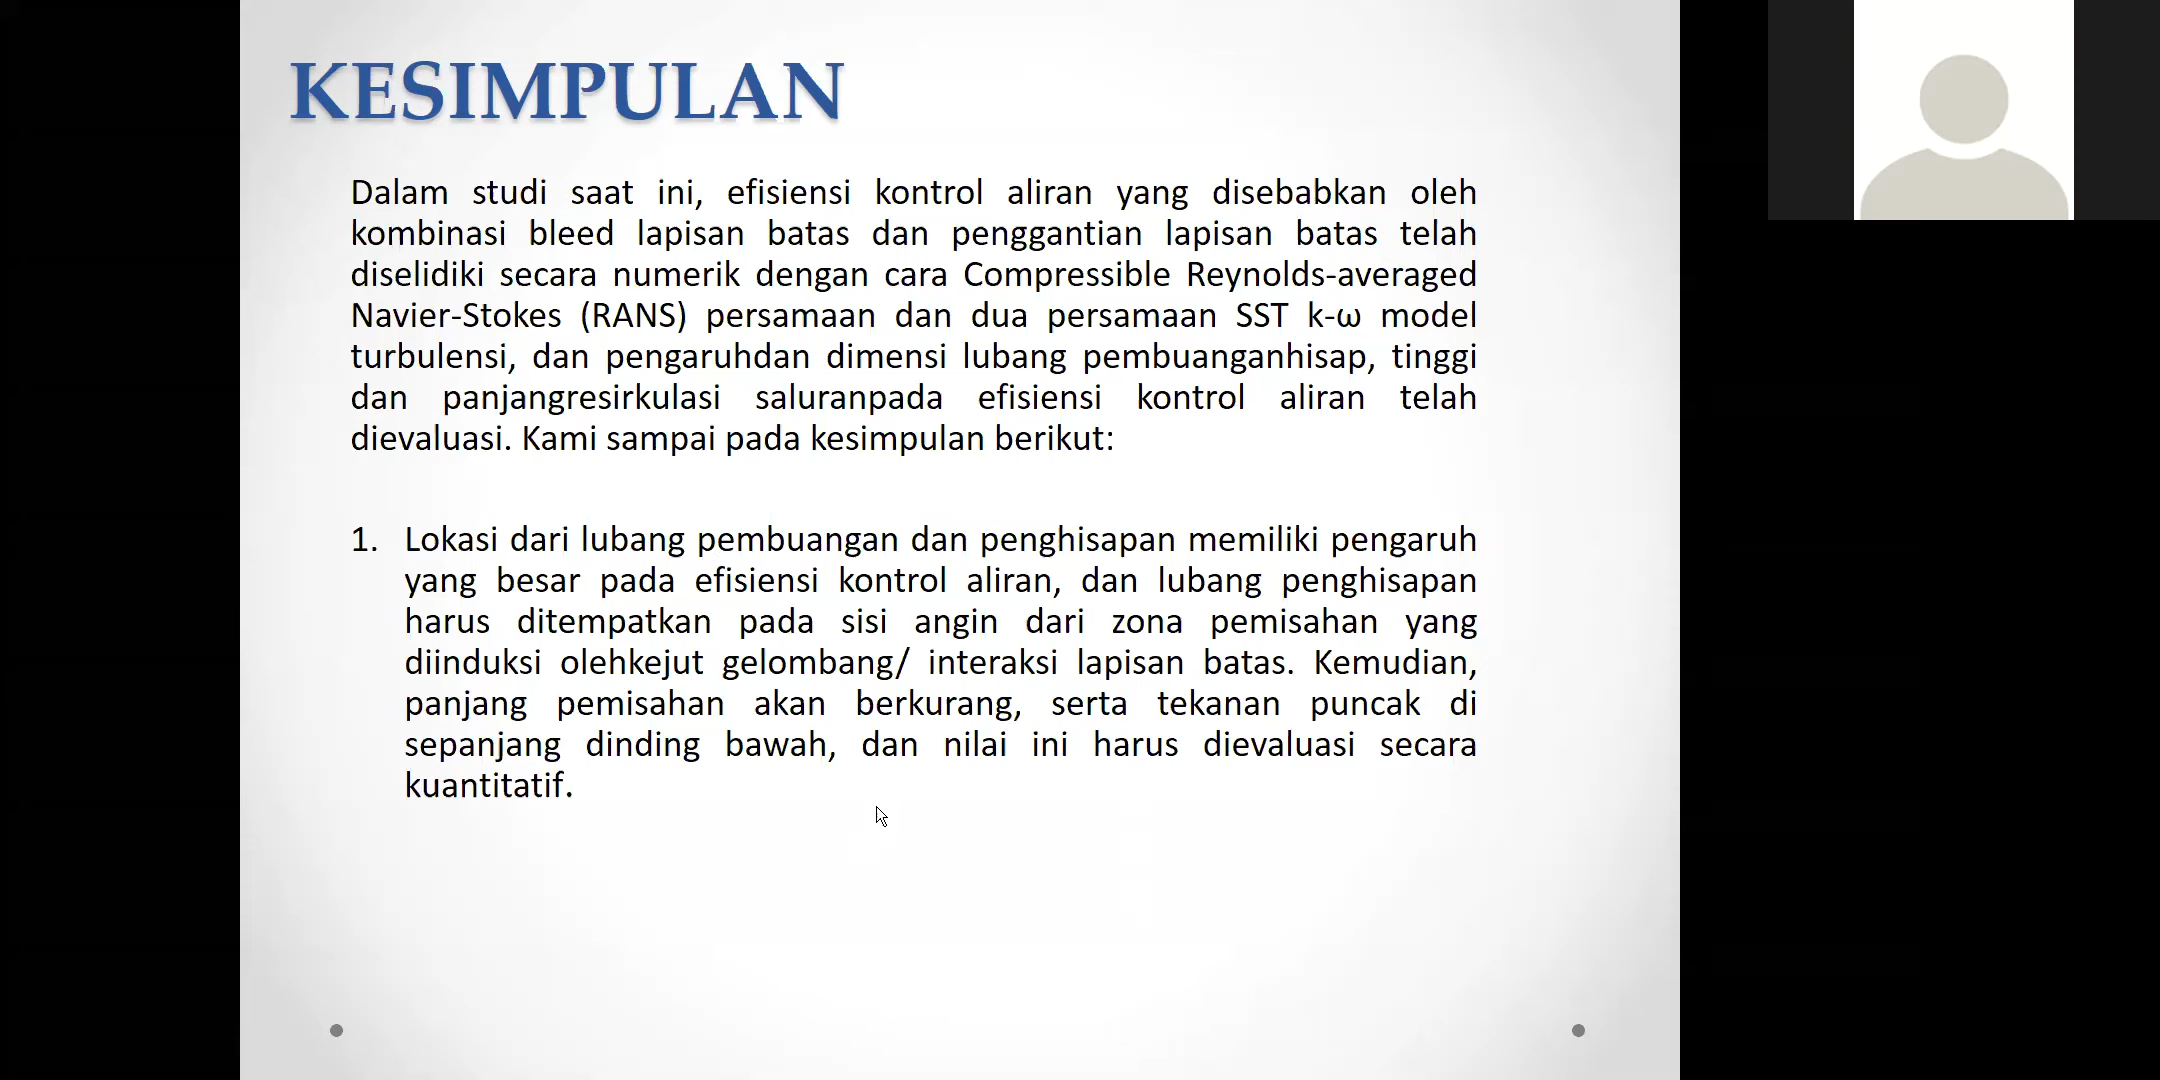 KESIMPULAN
Dalam studi saat ini, efisiensi kontrol aliran yang disebabkan oleh
kombinasi bleed lapisan batas dan penggantian lapisan batas telah
diselidiki secara numerik dengan cara Compressible Reynolds-averaged
Navier-Stokes (RANS) persamaan dan dua persamaan SST k-ω model
turbulensi, dan pengaruhdan dimensi lubang pembuanganhisap, tinggi
dan panjangresirkulasi saluranpada efisiensi kontrol aliran telah
dievaluasi. Kami sampai pada kesimpulan berikut:
1. Lokasi dari lubang pembuangan dan penghisapan memiliki pengaruh
yang besar pada efisiensi kontrol aliran, dan lubang penghisapan
harus ditempatkan pada sisi angin dari zona pemisahan yang
diinduksi olehkejut gelombang/ interaksi lapisan batas. Kemudian,
panjang pemisahan akan berkurang, serta tekanan puncak di
sepanjang dinding bawah, dan nilai ini harus dievaluasi secara
kuantitatif.